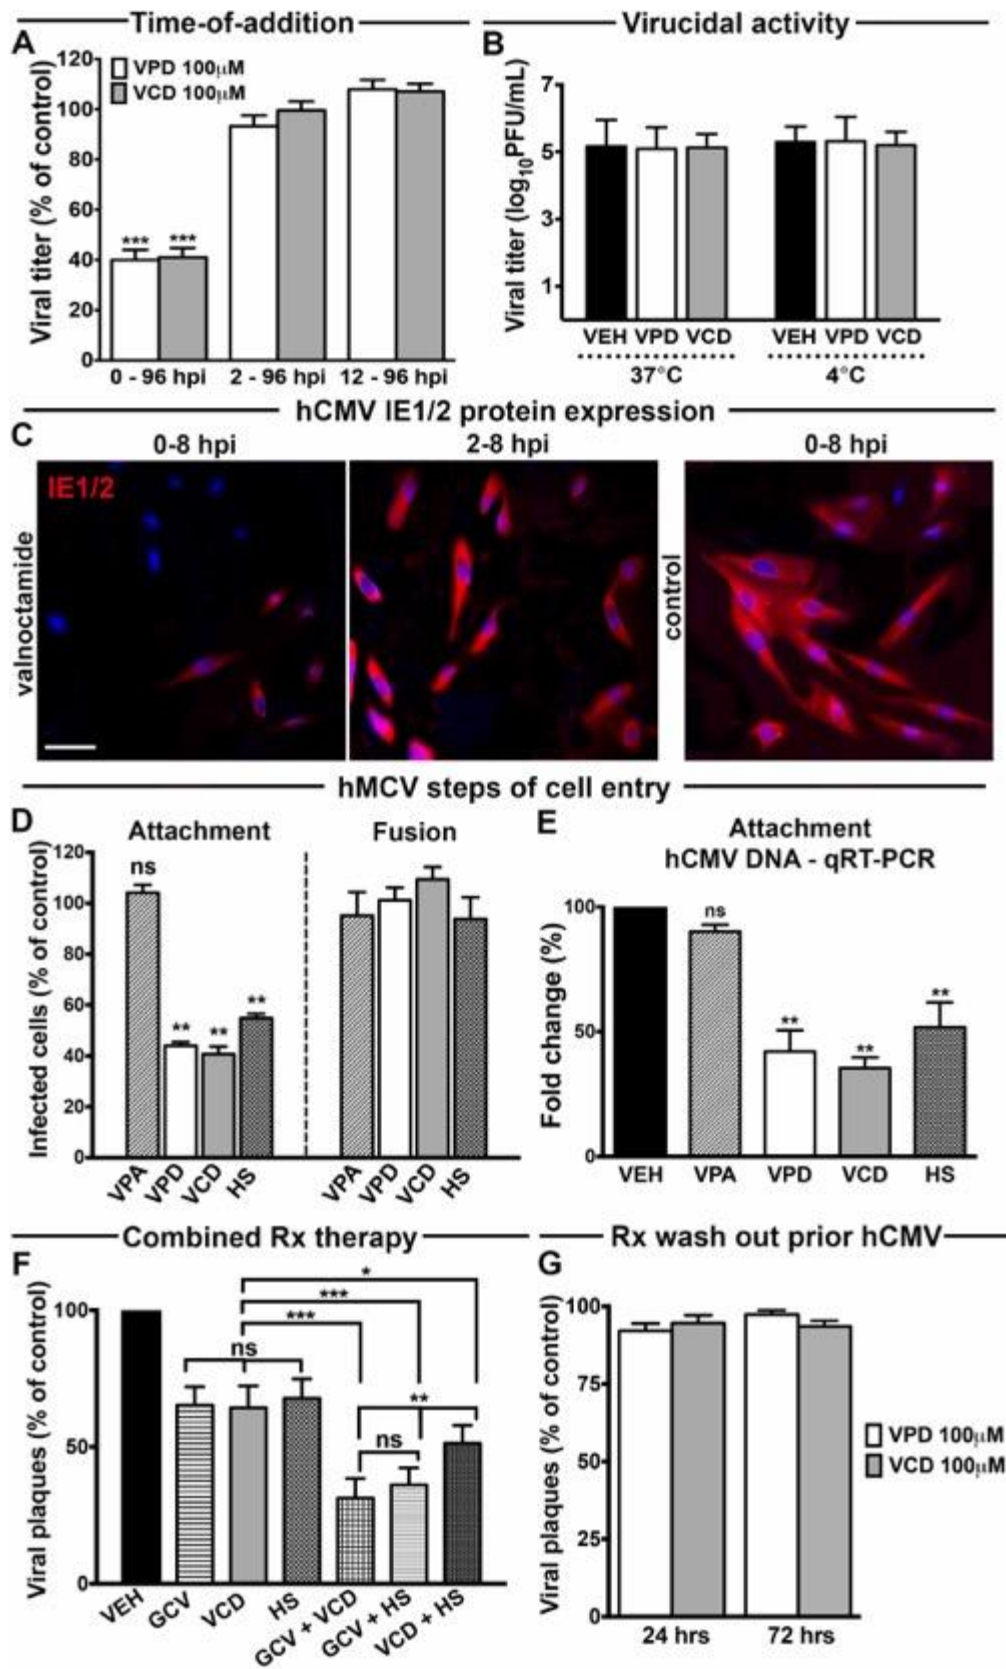 Time-of-addition
A
Viral titer (% of control)
120
100
80
60
40
20
0
VPD 100μM
VCD 100μM
*** ***
0 - 96 hpi 2 - 96 hpi 12 - 96 hpi
Virucidal activity
B
Viral titer (log10PFU/mL)
7
5
3
1
VEH VPD VCD VEH VPD VCD
37°C 4°C
hCMV IE1/2 protein expression
C
0-8 hpi 2-8 hpi 0-8 hpi
IE1/2
valnoctamide
control
hMCV steps of cell entry
D
Attachment Fusion
Infected cells (% of control)
120
100
80
60
40
20
0
ns
** ** **
VPA VPD VCD HS VPA VPD VCD HS
E
Attachment
hCMV DNA - qRT-PCR
Fold change (%)
100
50
0
ns
** ** **
VEH VPA VPD VCD HS
Combined Rx therapy
F
Viral plaques (% of control)
100
50
0
*
***
***
ns
**
ns
VEH GCV VCD HS GCV + VCD GCV + HS VCD + HS
Rx wash out prior hCMV
G
Viral plaques (% of control)
100
75
50
25
0
VPD 100μM
VCD 100μM
24 hrs 72 hrs